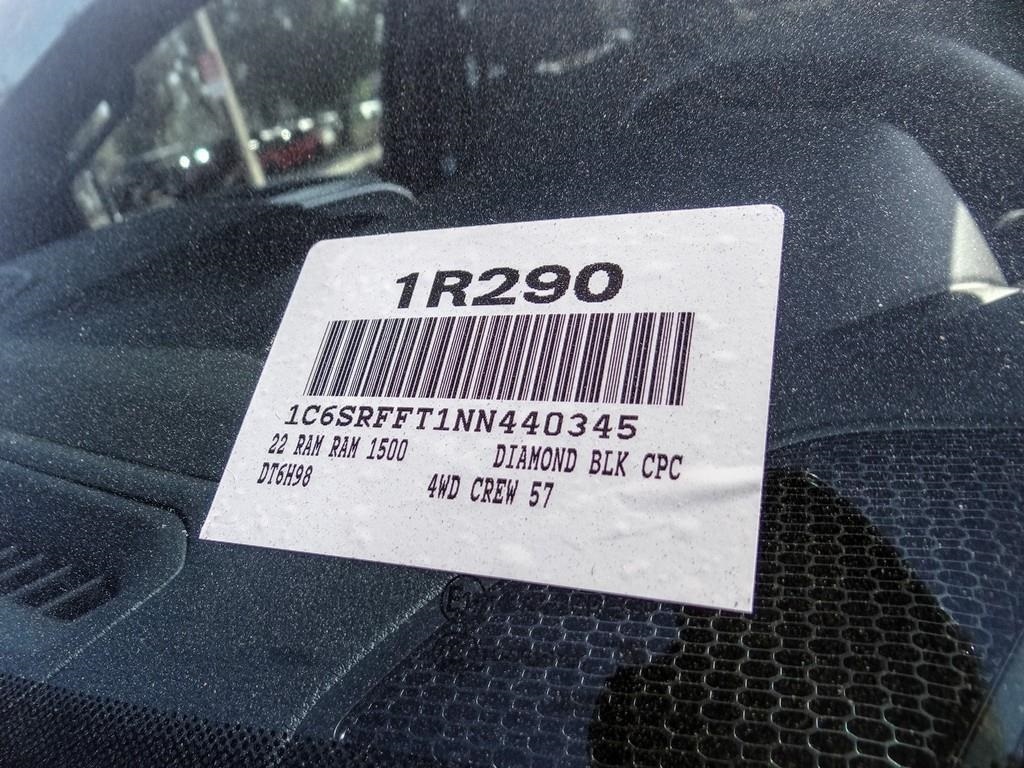 1R290
1C6SRFFT1NN440345
22 RAM RAM 1500 DIAMOND BLK CPC
DT6H98 4WD CREW 57